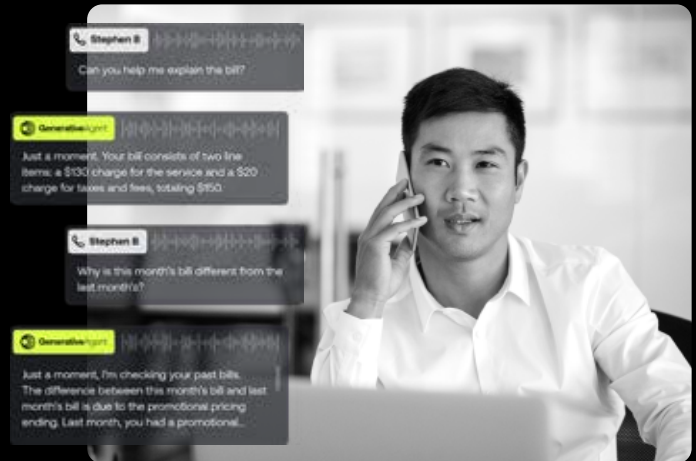 Stephen B
Can you help me explain the bill?
GenerativeAgent
Just a moment. Your bill consists of two line
items: a $130 charge for the service and a $20
charge for taxes and fees, totaling $150.
Stephen B
Why is this month's bill different from the
last month's?
GenerativeAgent
Just a moment, I'm checking your past bills.
The difference between this month's bill and last
month's bill is due to the promotional pricing
ending. Last month, you had a promotional...